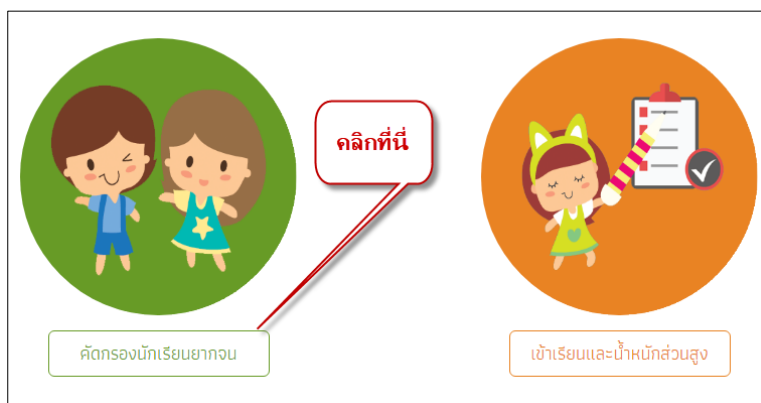 คลิกที่นี่
คัดกรองนักเรียนยากจน
เข้าเรียนและน้ำหนักส่วนสูง